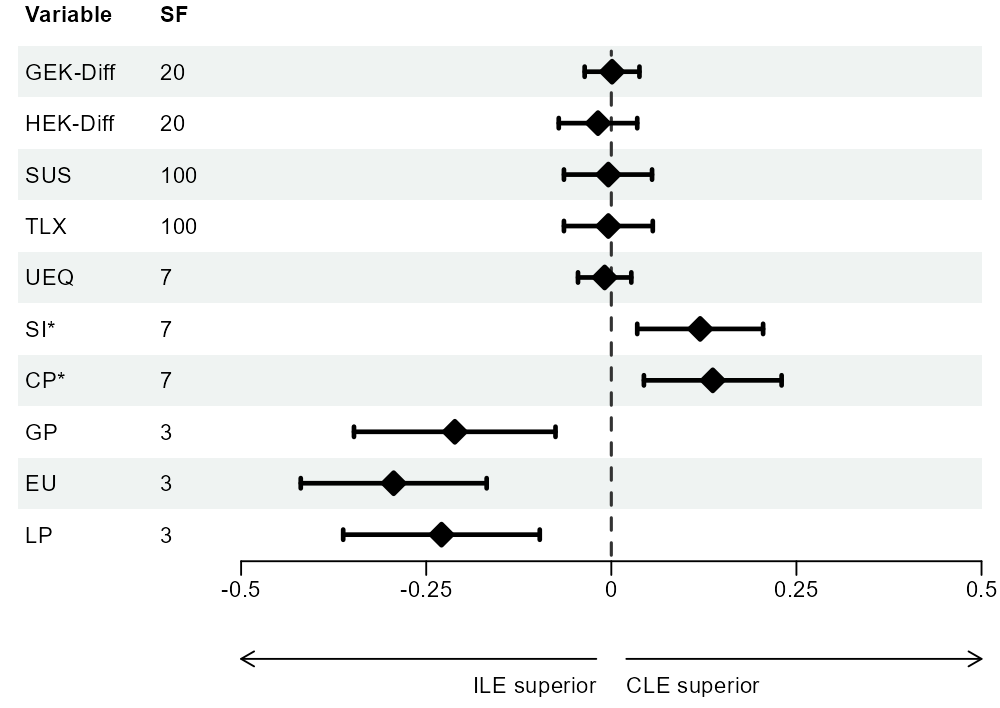 Variable SF
GEK-Diff 20
HEK-Diff 20
SUS 100
TLX 100
UEQ 7
SI* 7
CP* 7
GP 3
EU 3
LP 3
-0.5 -0.25 0 0.25 0.5
ILE superior CLE superior